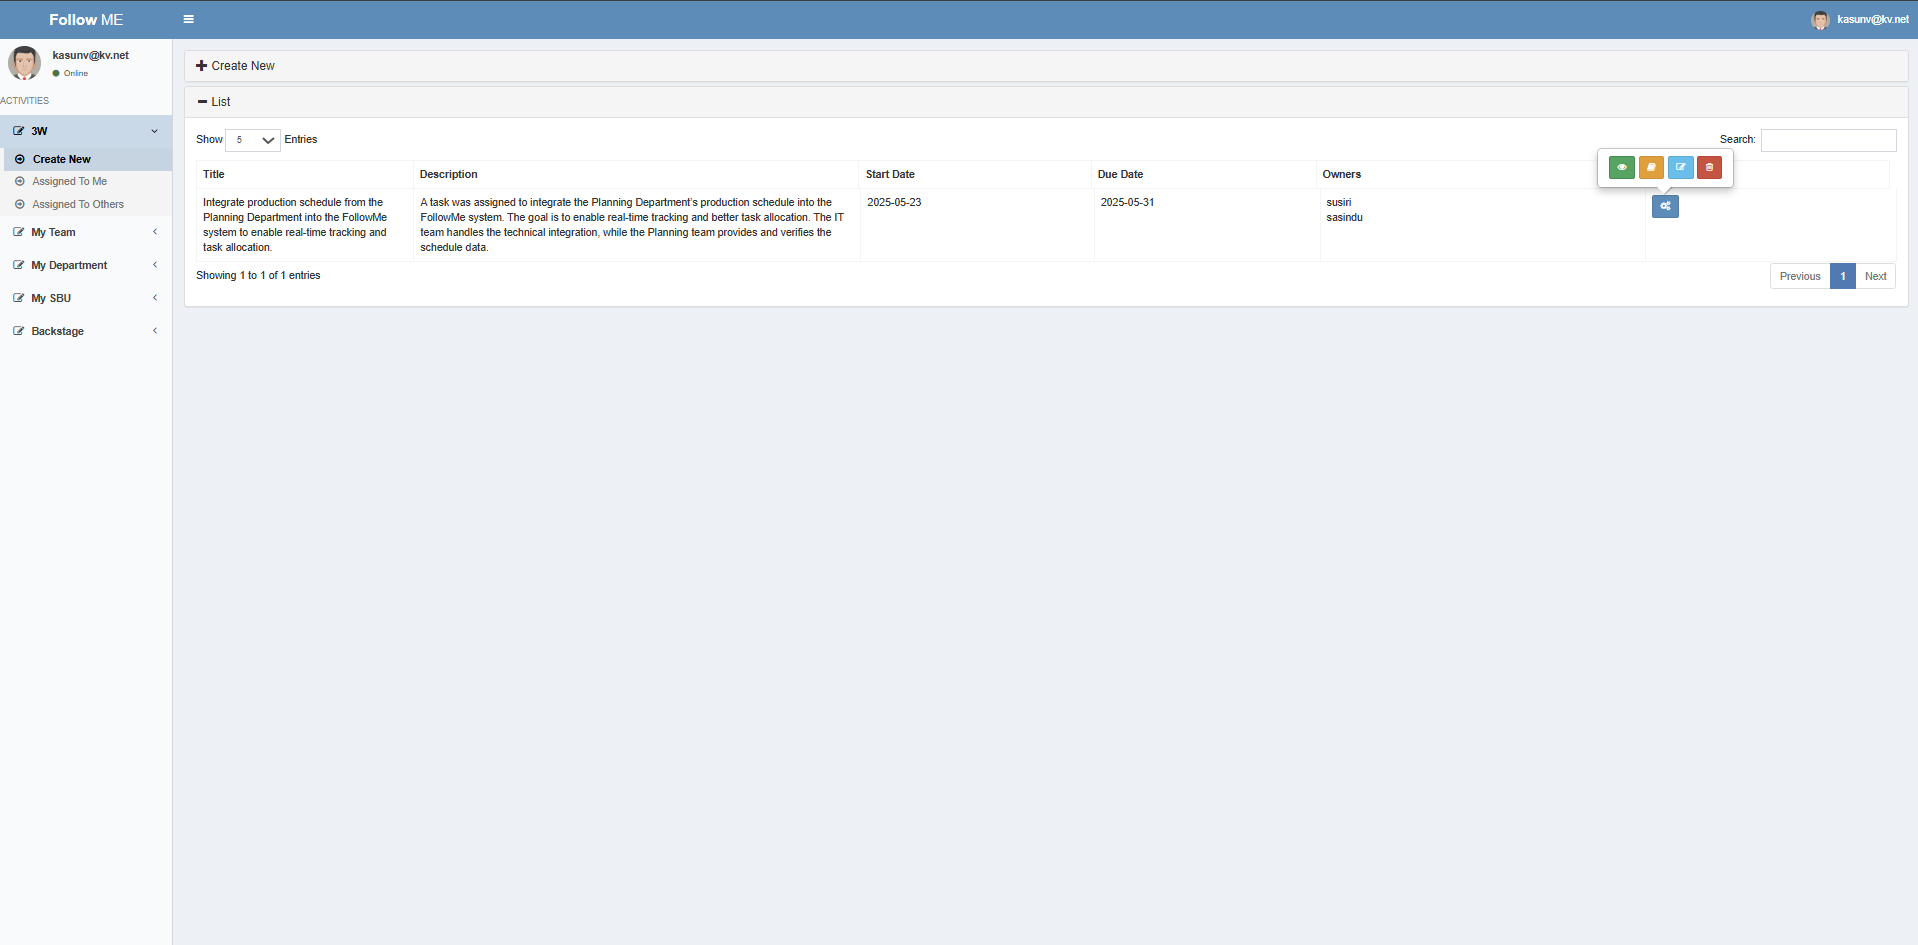 Follow ME
kasunv@kv.net
kasunv@kv.net
Online
ACTIVITIES
3W
Create New
Assigned To Me
Assigned To Others
My Team
My Department
My SBU
Backstage
Create New
List
Show 5 Entries
Search:
Title Description Start Date Due Date Owners
Integrate production schedule from the
Planning Department into the FollowMe
system to enable real-time tracking and
task allocation.
A task was assigned to integrate the Planning Department's production schedule into the
FollowMe system. The goal is to enable real-time tracking and better task allocation. The IT
team handles the technical integration, while the Planning team provides and verifies the
schedule data.
2025-05-23
2025-05-31
susiri
sasindu
Showing 1 to 1 of 1 entries
Previous 1 Next